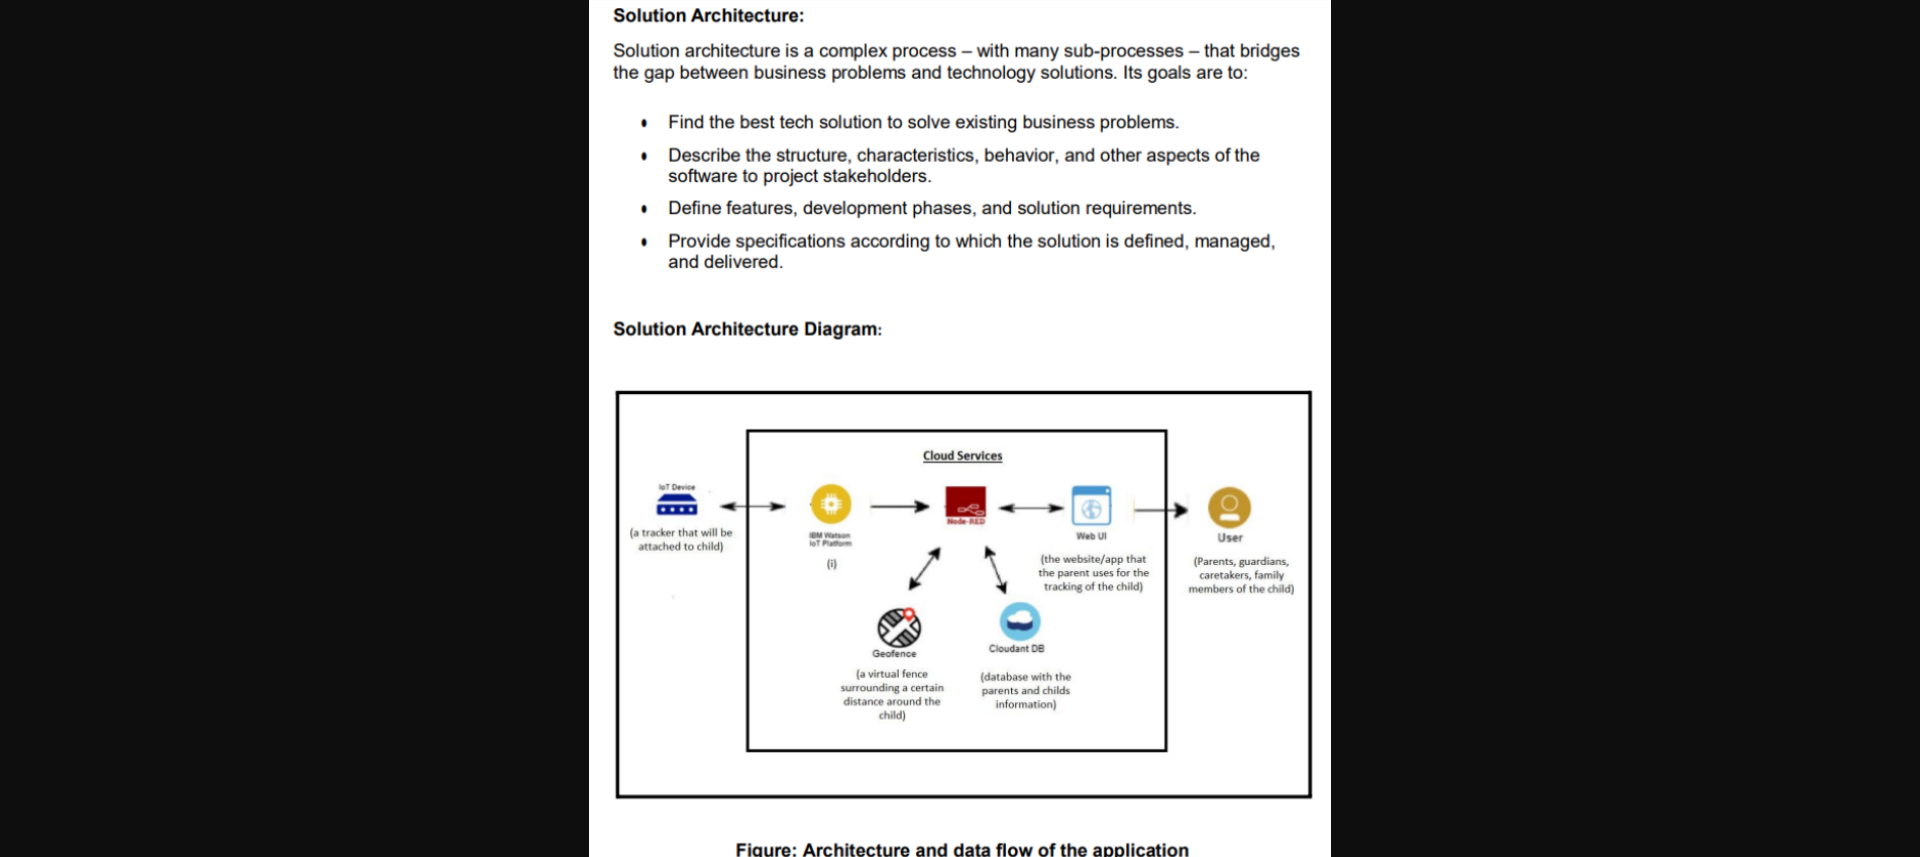 Solution Architecture:
Solution architecture is a complex process – with many sub-processes – that bridges
the gap between business problems and technology solutions. Its goals are to:
• Find the best tech solution to solve existing business problems.
• Describe the structure, characteristics, behavior, and other aspects of the
software to project stakeholders.
• Define features, development phases, and solution requirements.
• Provide specifications according to which the solution is defined, managed,
and delivered.
Solution Architecture Diagram:
Cloud Services
IoT Device
(a tracker that will be
attached to child)
IBM Watson
IoT Platform
(i)
Node-RED
Web UI
(the website/app that
the parent uses for the
tracking of the child)
User
(Parents, guardians,
caretakers, family
members of the child)
Geofence
(a virtual fence
surrounding a certain
distance around the
child)
Cloudant DB
(database with the
parents and childs
information)
Figure: Architecture and data flow of the application